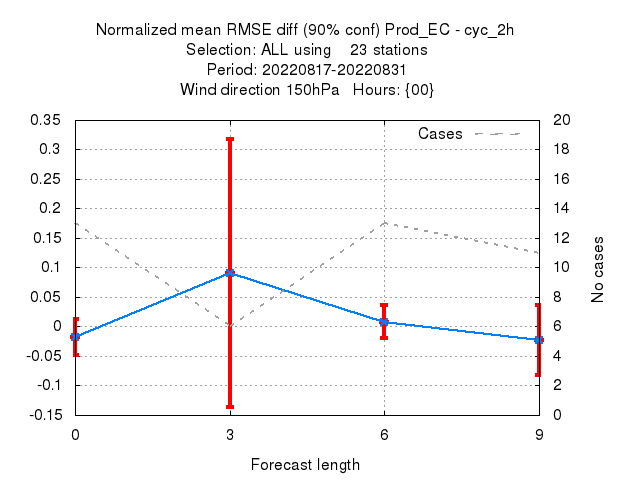 Normalized mean RMSE diff (90% conf) Prod_EC - cyc_2h
Selection: ALL using    23 stations
Period: 20220817-20220831
Wind direction 150hPa   Hours: {00}
Cases
0.35
0.3
0.25
0.2
0.15
0.1
0.05
0
-0.05
-0.1
-0.15
20
18
16
14
12
10
8
6
4
2
0
No cases
0 3 6 9
Forecast length